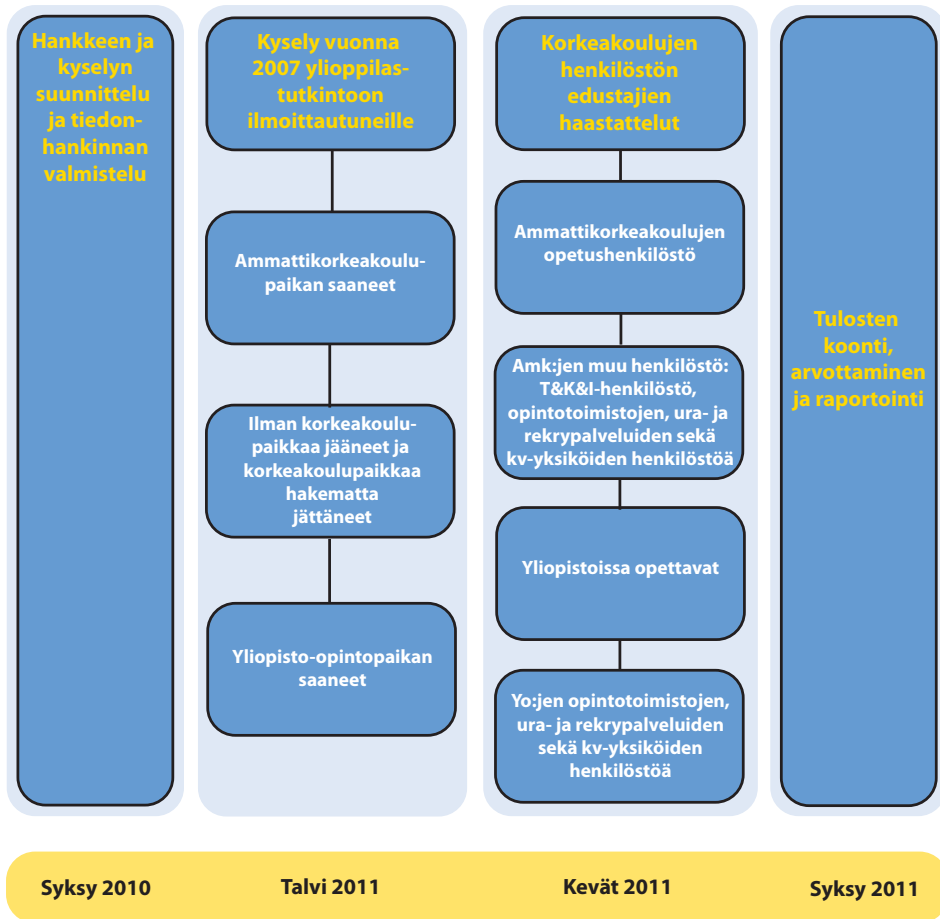 Hankkeen ja
kyselyn
suunnittelu
ja tiedon-
hankinnan
valmistelu
Kysely vuonna
2007 ylioppilas-
tutkintoon
ilmoittautuneille
Ammattikorkeakoulu-
paikan saaneet
Ilman korkeakoulu-
paikkaa jääneet ja
korkeakoulupaikkaa
hakematta
jättäneet
Yliopisto-opintopaikan
saaneet
Korkeakoulujen
henkilöstön
edustajien
haastattelut
Ammattikorkeakoulujen
opetushenkilöstö
Amk:jen muu henkilöstö:
T&K&I-henkilöstö,
opintotoimistojen, ura- ja
rekrypalveluiden sekä
kv-yksiköiden henkilöstöä
Yliopistoissa opettavat
Yo:jen opintotoimistojen,
ura- ja rekrypalveluiden
sekä kv-yksiköiden
henkilöstöä
Tulosten
koonti,
arvottaminen
ja raportointi
Syksy 2010
Talvi 2011
Kevät 2011
Syksy 2011